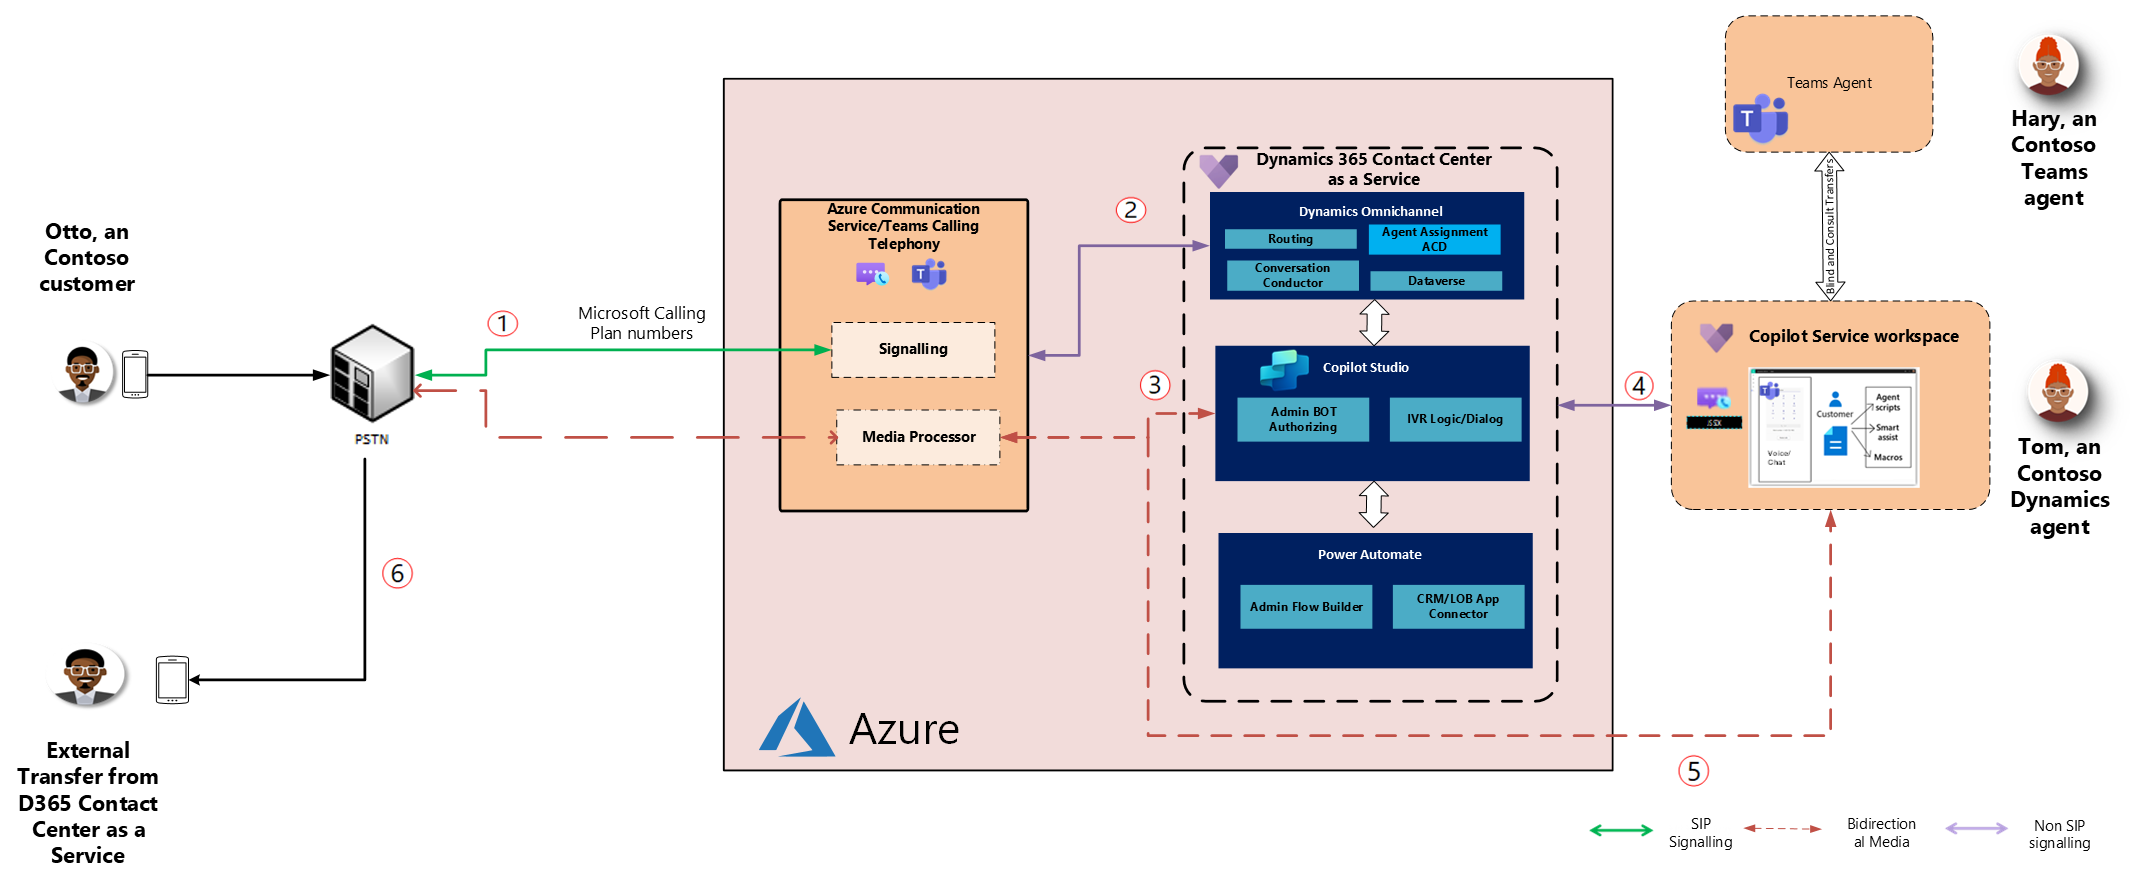 Otto, an
Contoso
customer
PSTN
1
Microsoft Calling
Plan numbers
6
External
Transfer from
D365 Contact
Center as a
Service
Azure Communication
Service/Teams Calling
Telephony
Signalling
Media Processor
Azure
2
3
Dynamics 365 Contact Center
as a Service
Dynamics Omnichannel
Routing
Agent Assignment
ACD
Conversation
Conductor
Dataverse
Copilot Studio
Admin BOT
Authorizing
IVR Logic/Dialog
Power Automate
Admin Flow Builder
CRM/LOB App
Connector
4
5
Teams Agent
T
Blind and Consult Transfers
Copilot Service workspace
Voice/
Chat
Customer
Agent
scripts
Smart
assist
Macros
Hary, an
Contoso
Teams
agent
Tom, an
Contoso
Dynamics
agent
SIP
Signalling
Bidirection
al Media
Non SIP
signalling